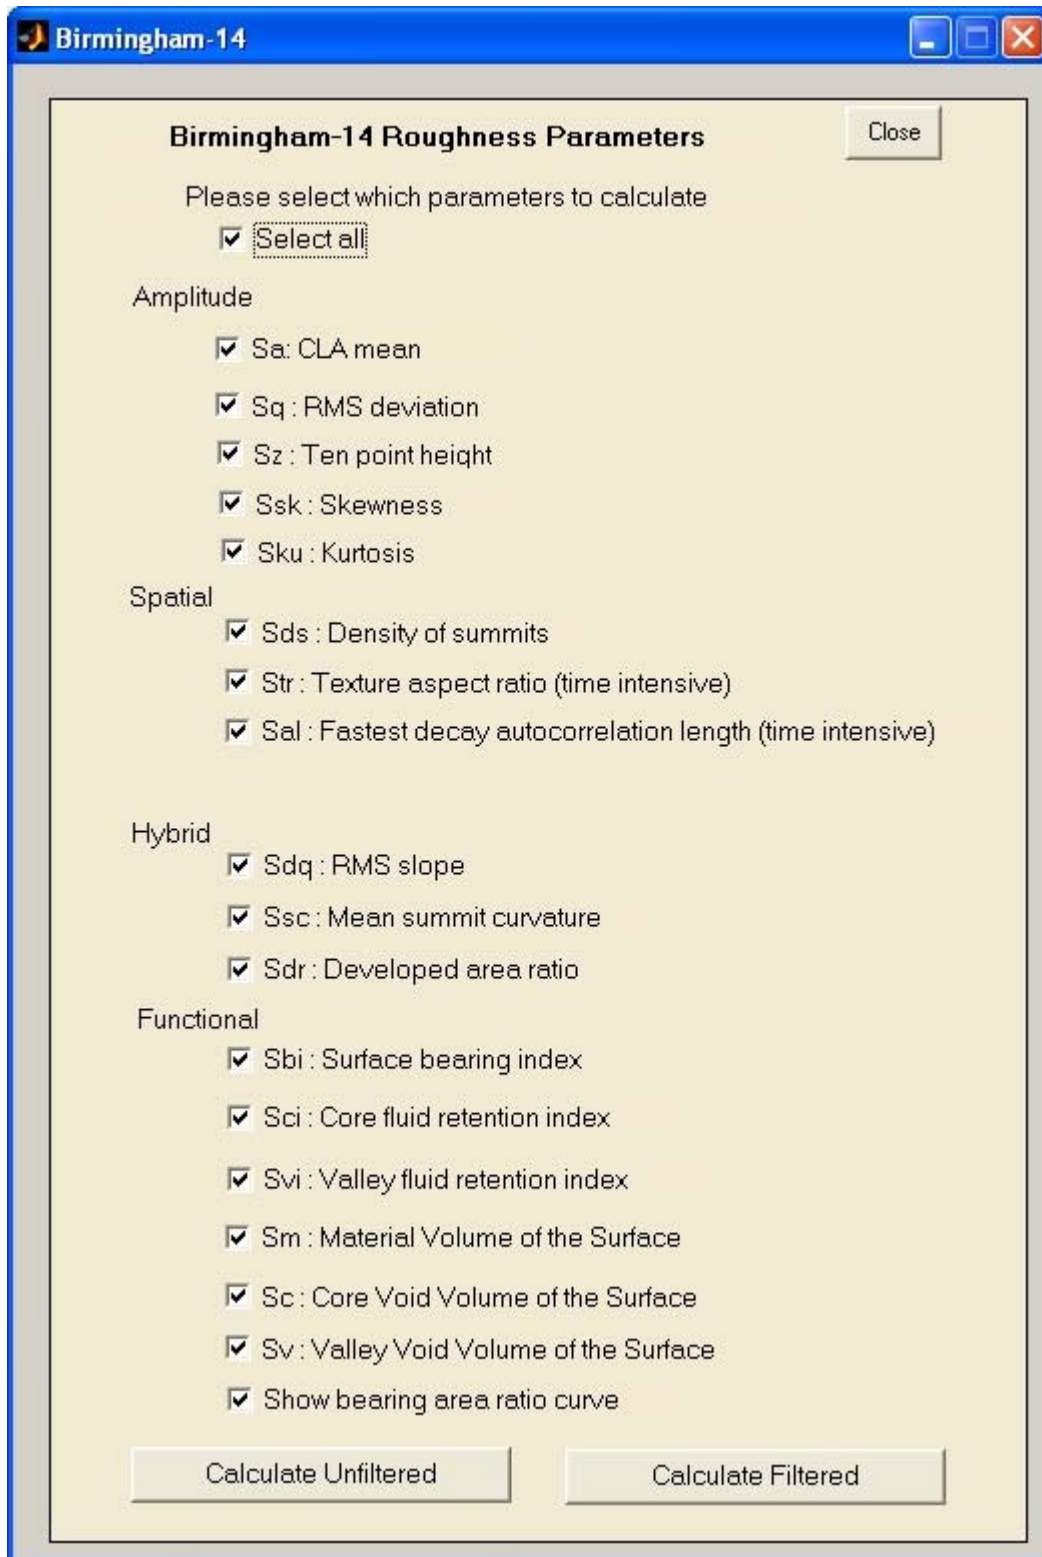 Birmingham-14
Birmingham-14 Roughness Parameters
Close
Please select which parameters to calculate
Select all
Amplitude
Sa: CLA mean
Sq : RMS deviation
Sz : Ten point height
Ssk : Skewness
Sku : Kurtosis
Spatial
Sds : Density of summits
Str : Texture aspect ratio (time intensive)
Sal : Fastest decay autocorrelation length (time intensive)
Hybrid
Sdq : RMS slope
Ssc : Mean summit curvature
Sdr : Developed area ratio
Functional
Sbi : Surface bearing index
Sci : Core fluid retention index
Svi : Valley fluid retention index
Sm : Material Volume of the Surface
Sc : Core Void Volume of the Surface
Sv : Valley Void Volume of the Surface
Show bearing area ratio curve
Calculate Unfiltered
Calculate Filtered